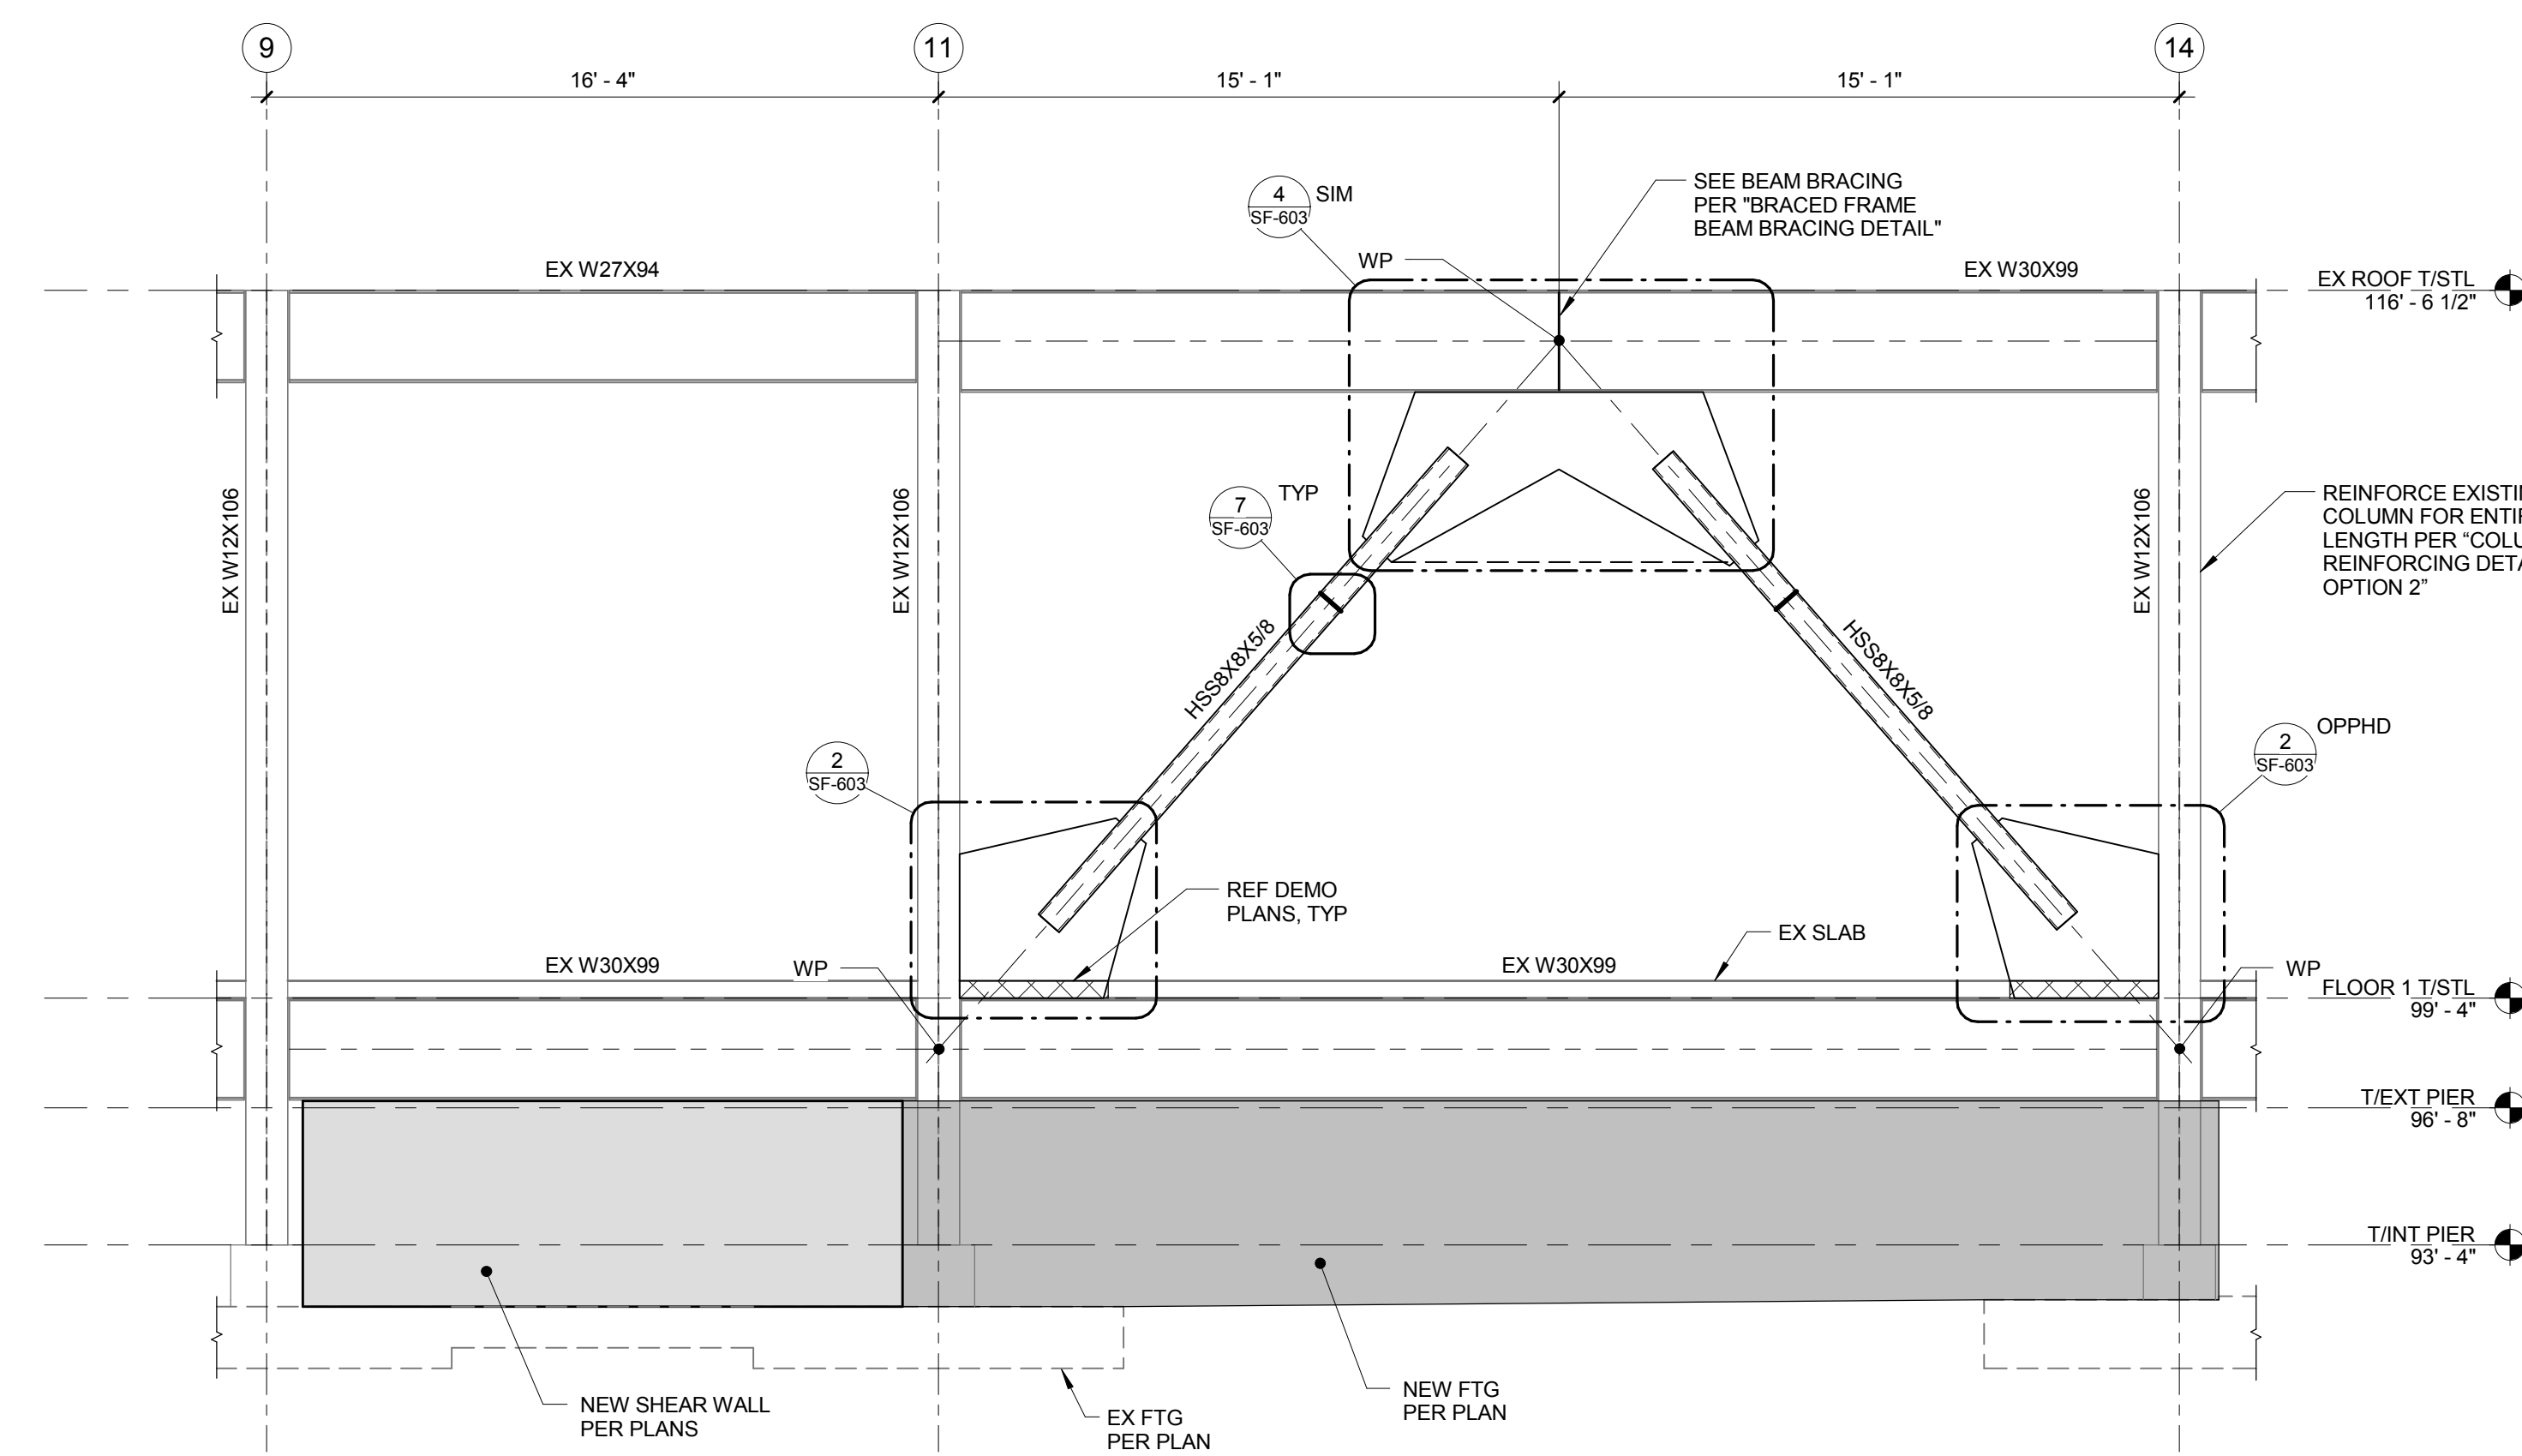 9
11
14
16' - 4"
15' - 1"
15' - 1"
4
SF-603
SIM
SEE BEAM BRACING
PER "BRACED FRAME
BEAM BRACING DETAIL"
WP
EX W27X94
EX W30X99
EX ROOF T/STL
116' - 6 1/2"
EX W12X106
EX W12X106
EX W12X106
7
SF-603
TYP
REINFORCE
COLUMN FOR
LENGTH PER
REINFORCING
OPTION 2”
HSS8X8X5/8
HSS8X8X5/8
2
SF-603
2
SF-603
OPPHD
REF DEMO
PLANS, TYP
EX SLAB
EX W30X99
WP
EX W30X99
WP
FLOOR 1 T/STL
99' - 4"
T/EXT PIER
96' - 8"
T/INT PIER
93' - 4"
NEW SHEAR WALL
PER PLANS
EX FTG
PER PLAN
NEW FTG
PER PLAN